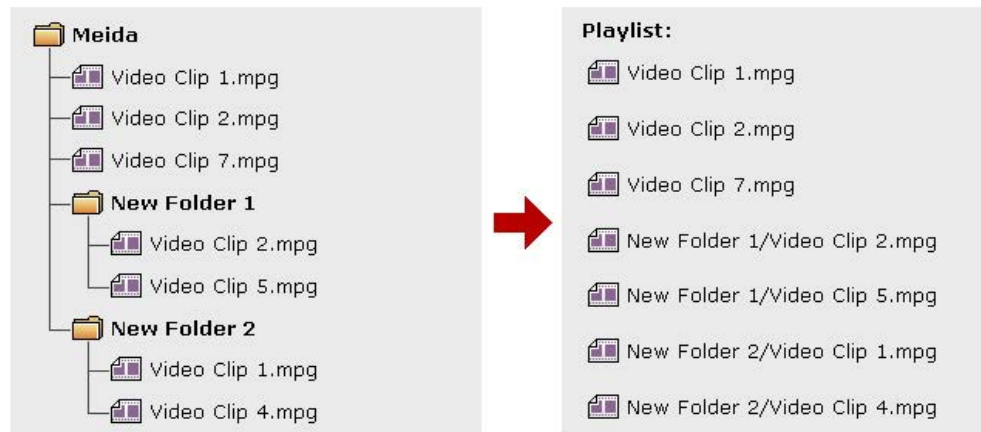 Meida
Video Clip 1.mpg
Video Clip 2.mpg
Video Clip 7.mpg
New Folder 1
Video Clip 2.mpg
Video Clip 5.mpg
New Folder 2
Video Clip 1.mpg
Video Clip 4.mpg
Playlist:
Video Clip 1.mpg
Video Clip 2.mpg
Video Clip 7.mpg
New Folder 1/Video Clip 2.mpg
New Folder 1/Video Clip 5.mpg
New Folder 2/Video Clip 1.mpg
New Folder 2/Video Clip 4.mpg